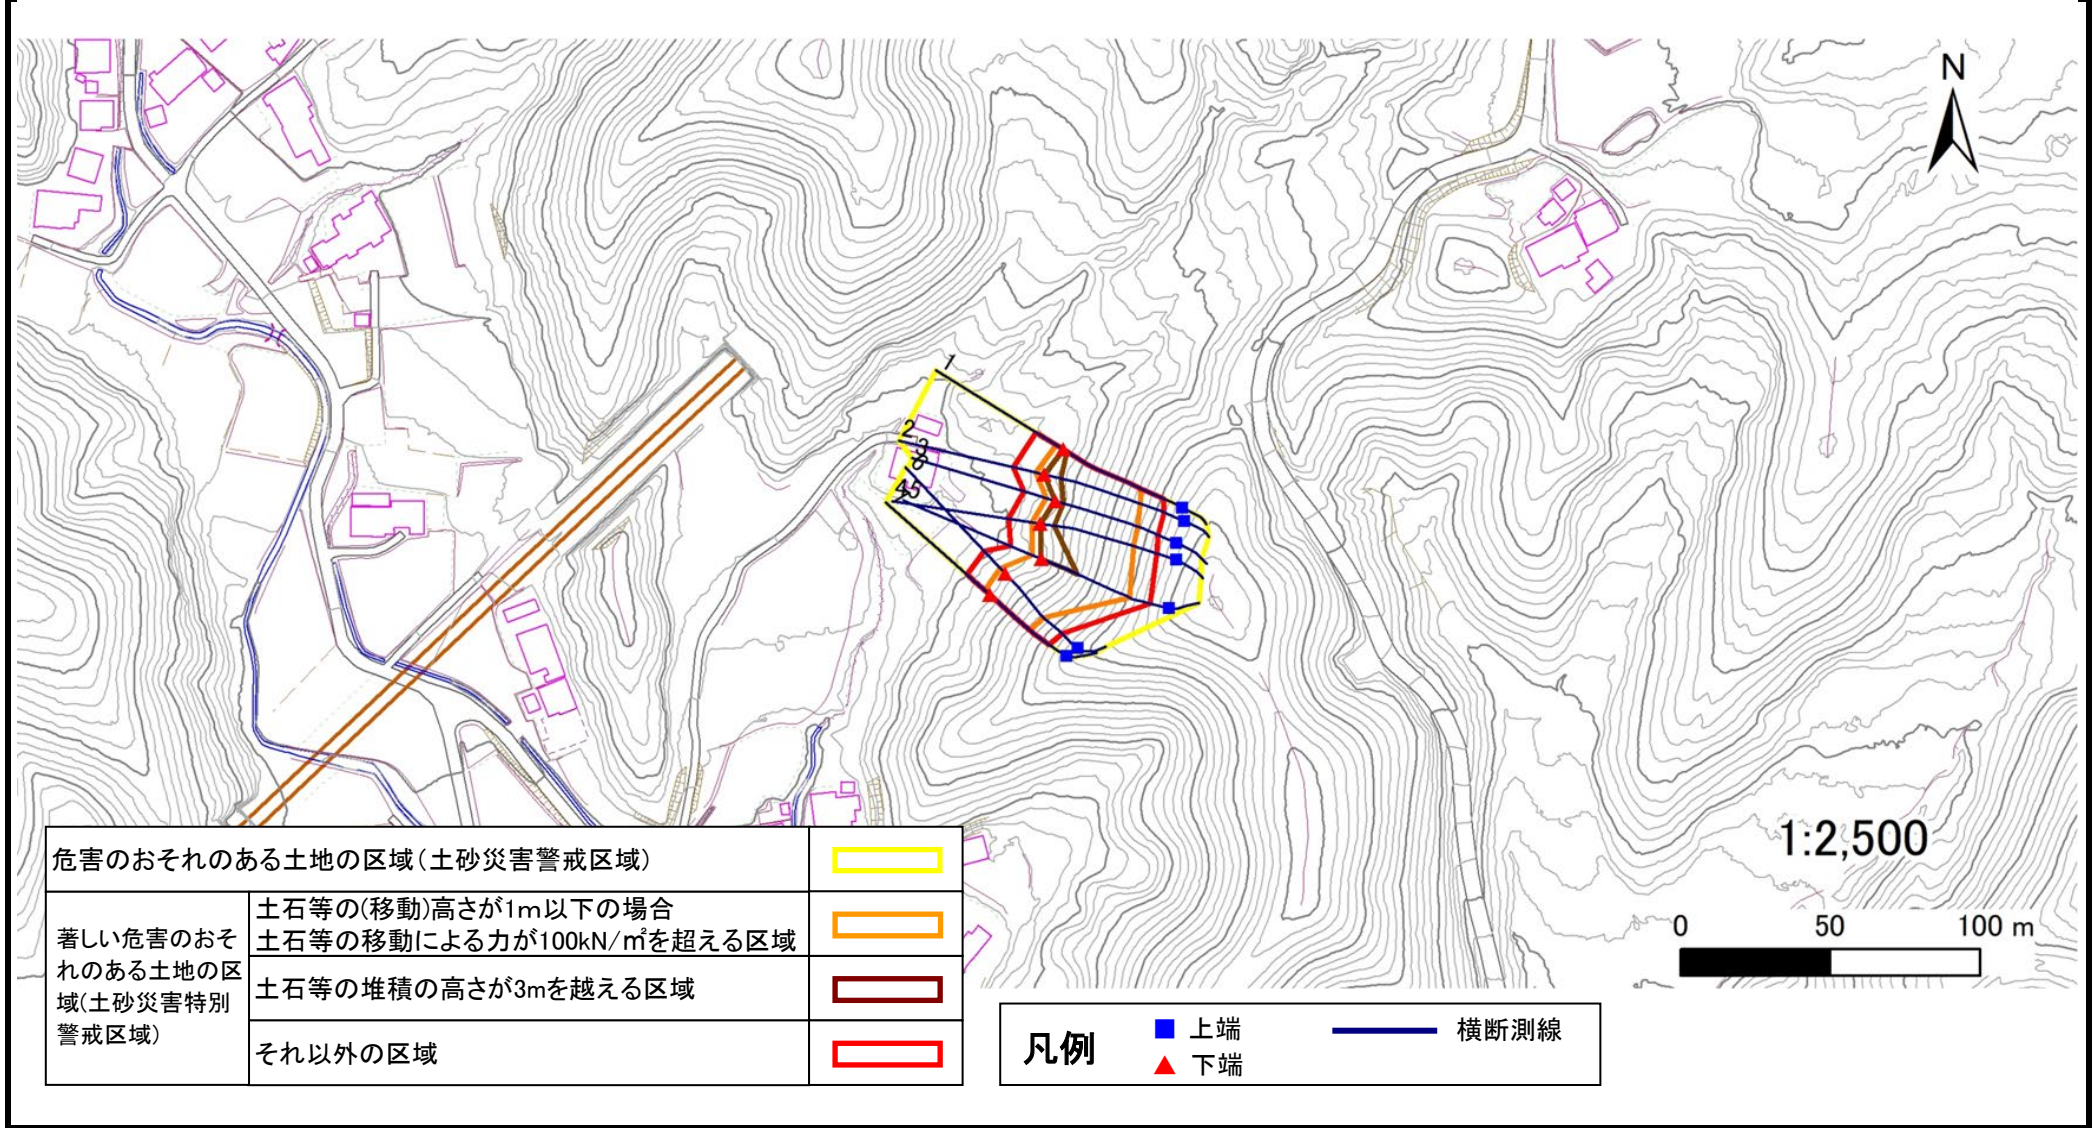 N
1
2
3
6
45
1:2,500
0 50 100 m
危害のおそれのある土地の区域(土砂災害警戒区域)
著しい危害のおそ
れのある土地の区
域(土砂災害特別
警戒区域)
土石等の(移動)高さが1m以下の場合
土石等の移動による力が100kN/㎡を超える区域
土石等の堆積の高さが3mを越える区域
それ以外の区域
凡例
上端
下端
横断測線